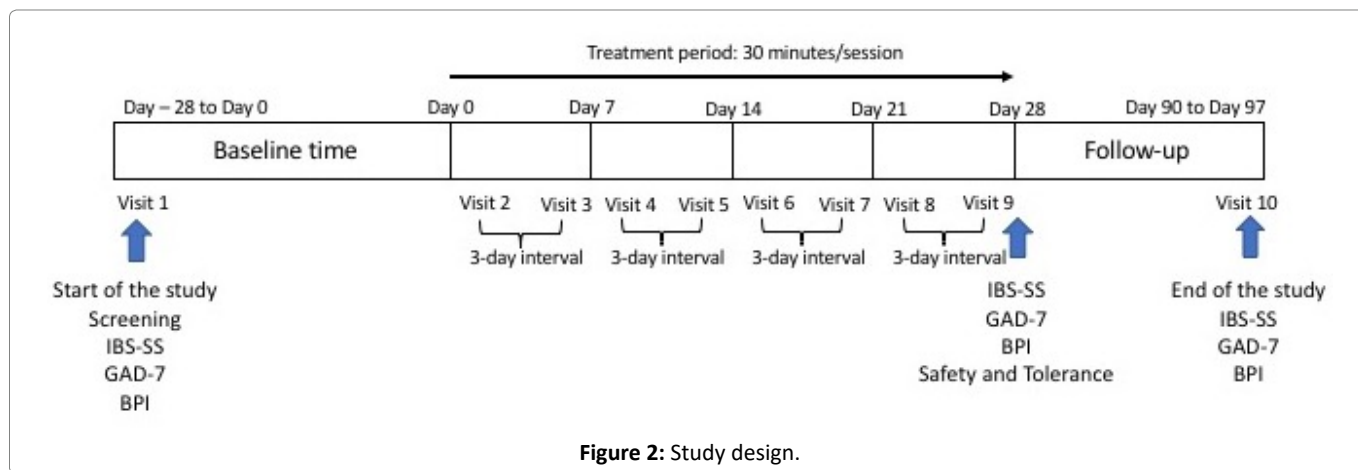 Treatment period: 30 minutes/session
Day – 28 to Day 0 Day 0 Day 7 Day 14 Day 21 Day 28 Day 90 to Day 97
Baseline time Follow-up
Visit 1 Visit 2 Visit 3 Visit 4 Visit 5 Visit 6 Visit 7 Visit 8 Visit 9 Visit 10
3-day interval 3-day interval 3-day interval 3-day interval
Start of the study
Screening
IBS-SS
GAD-7
BPI
IBS-SS
GAD-7
BPI
Safety and Tolerance
End of the study
IBS-SS
GAD-7
BPI
Figure 2: Study design.